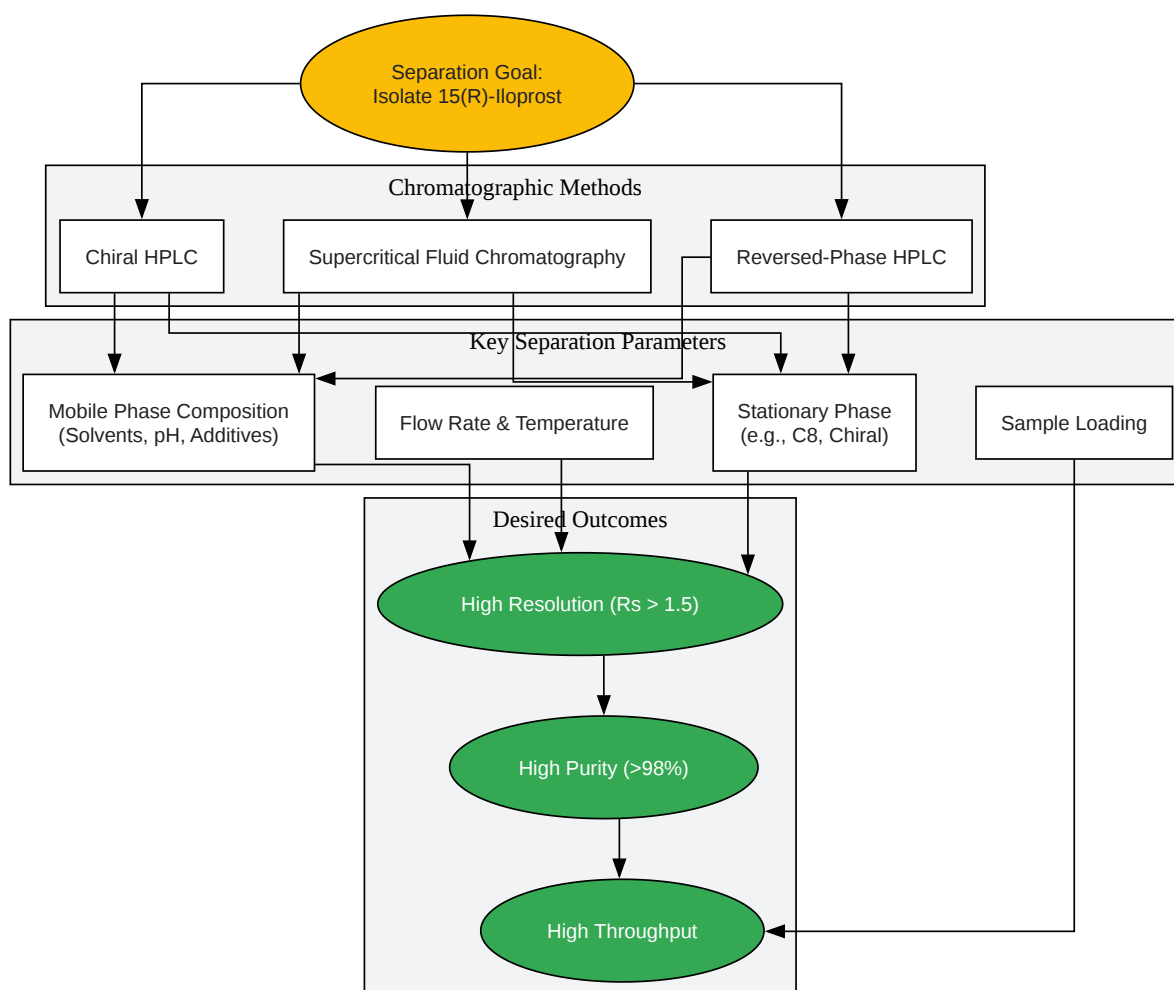 Separation Goal:
Isolate 15(R)-Iloprost
Chromatographic Methods
Chiral HPLC
Supercritical Fluid Chromatography
Reversed-Phase HPLC
Key Separation Parameters
Mobile Phase Composition
(Solvents, pH, Additives)
Flow Rate & Temperature
Stationary Phase
(e.g., C8, Chiral)
Sample Loading
Desired Outcomes
High Resolution (Rs > 1.5)
High Purity (>98%)
High Throughput